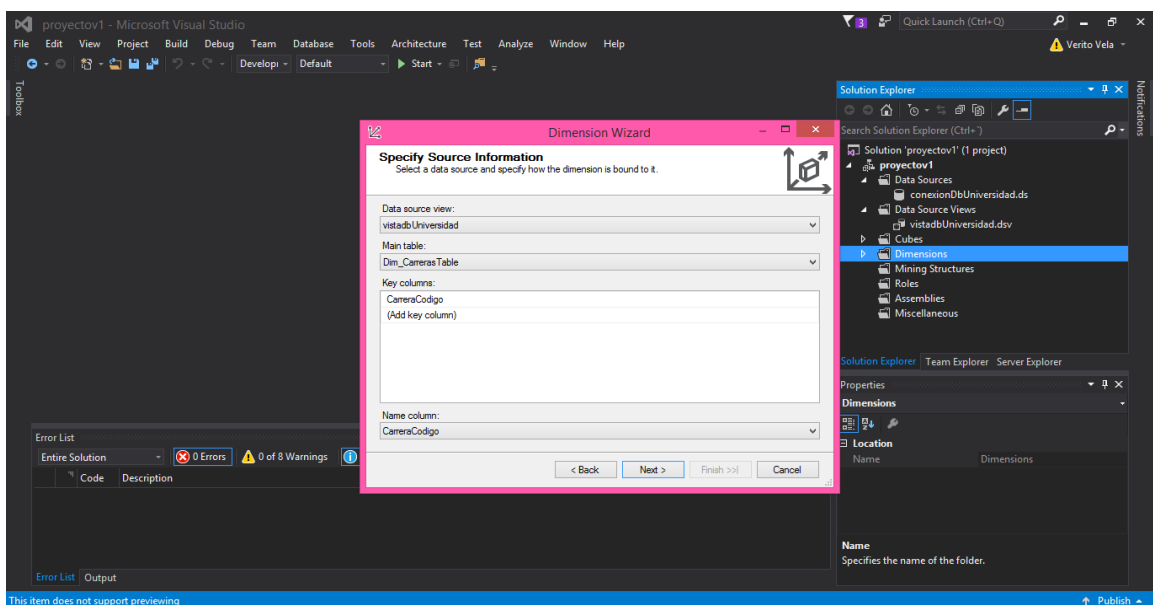 proyectov1 - Microsoft Visual Studio
3
Quick Launch (Ctrl+Q)
File Edit View Project Build Debug Team Database Tools Architecture Test Analyze Window Help
Verito Vela
Developı Default Start
Toolbox
Dimension Wizard
Specify Source Information
Select a data source and specify how the dimension is bound to it.
Data source view:
vistadbUniversidad
Main table:
Dim_CarrerasTable
Key columns:
CarreraCodigo
(Add key column)
Name column:
CarreraCodigo
< Back Next > Finish >>| Cancel
Solution Explorer
Search Solution Explorer (Ctrl+¨)
Solution 'proyectov1' (1 project)
proyectov1
Data Sources
conexionDbUniversidad.ds
Data Source Views
vistadbUniversidad.dsv
Cubes
Dimensions
Mining Structures
Roles
Assemblies
Miscellaneous
Solution Explorer Team Explorer Server Explorer
Notifications
Properties
Dimensions
Location
Name Dimensions
Name
Specifies the name of the folder.
Error List
Entire Solution 0 Errors 0 of 8 Warnings
Code Description
Error List Output
This item does not support previewing
Publish